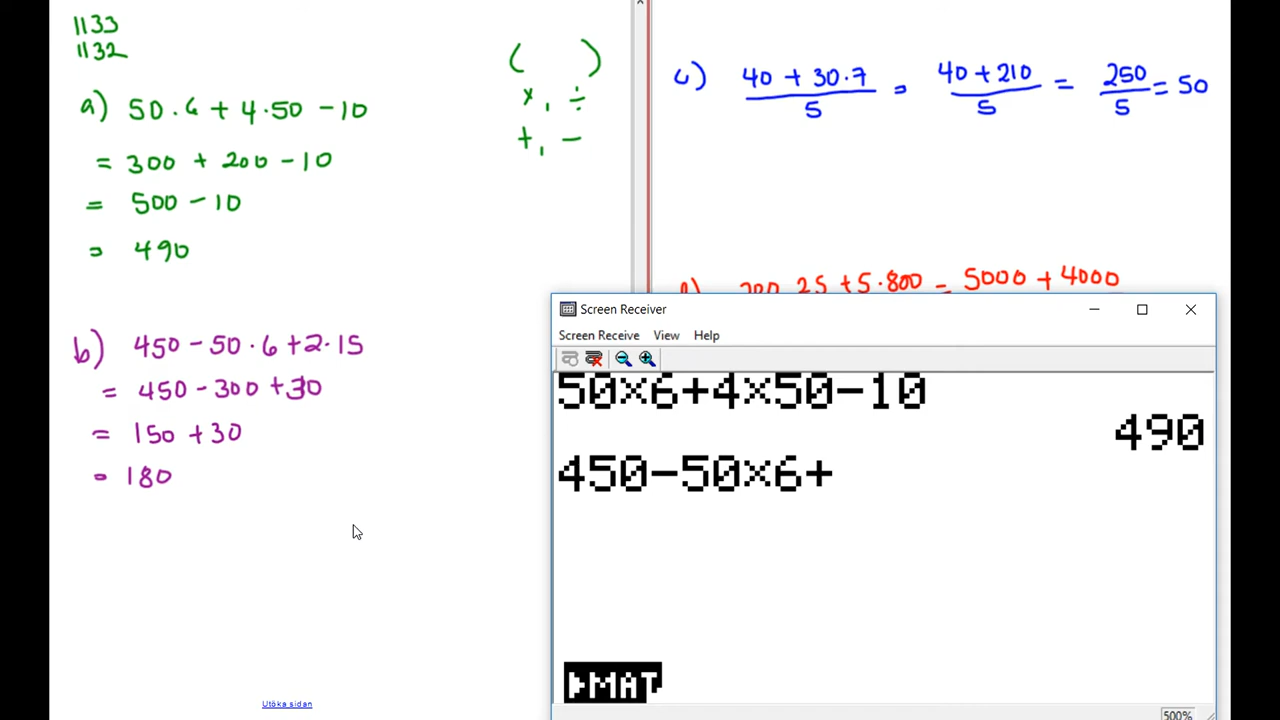 1133
1132
a) 50·6 + 4·50 - 10
= 300 + 200 - 10
= 500 - 10
= 490
b) 450 - 50·6 + 2·15
= 450 - 300 + 30
= 150 + 30
= 180
( )
×, ÷
+, -
c) (40 + 30·7)/5 = (40 + 210)/5 = 250/5 = 50
25 + 5·800 = 5000 + 4000
Screen Receiver
Screen Receive View Help
50×6+4×50-10
490
450-50×6+
▶MAT
500%
Utöka sidan